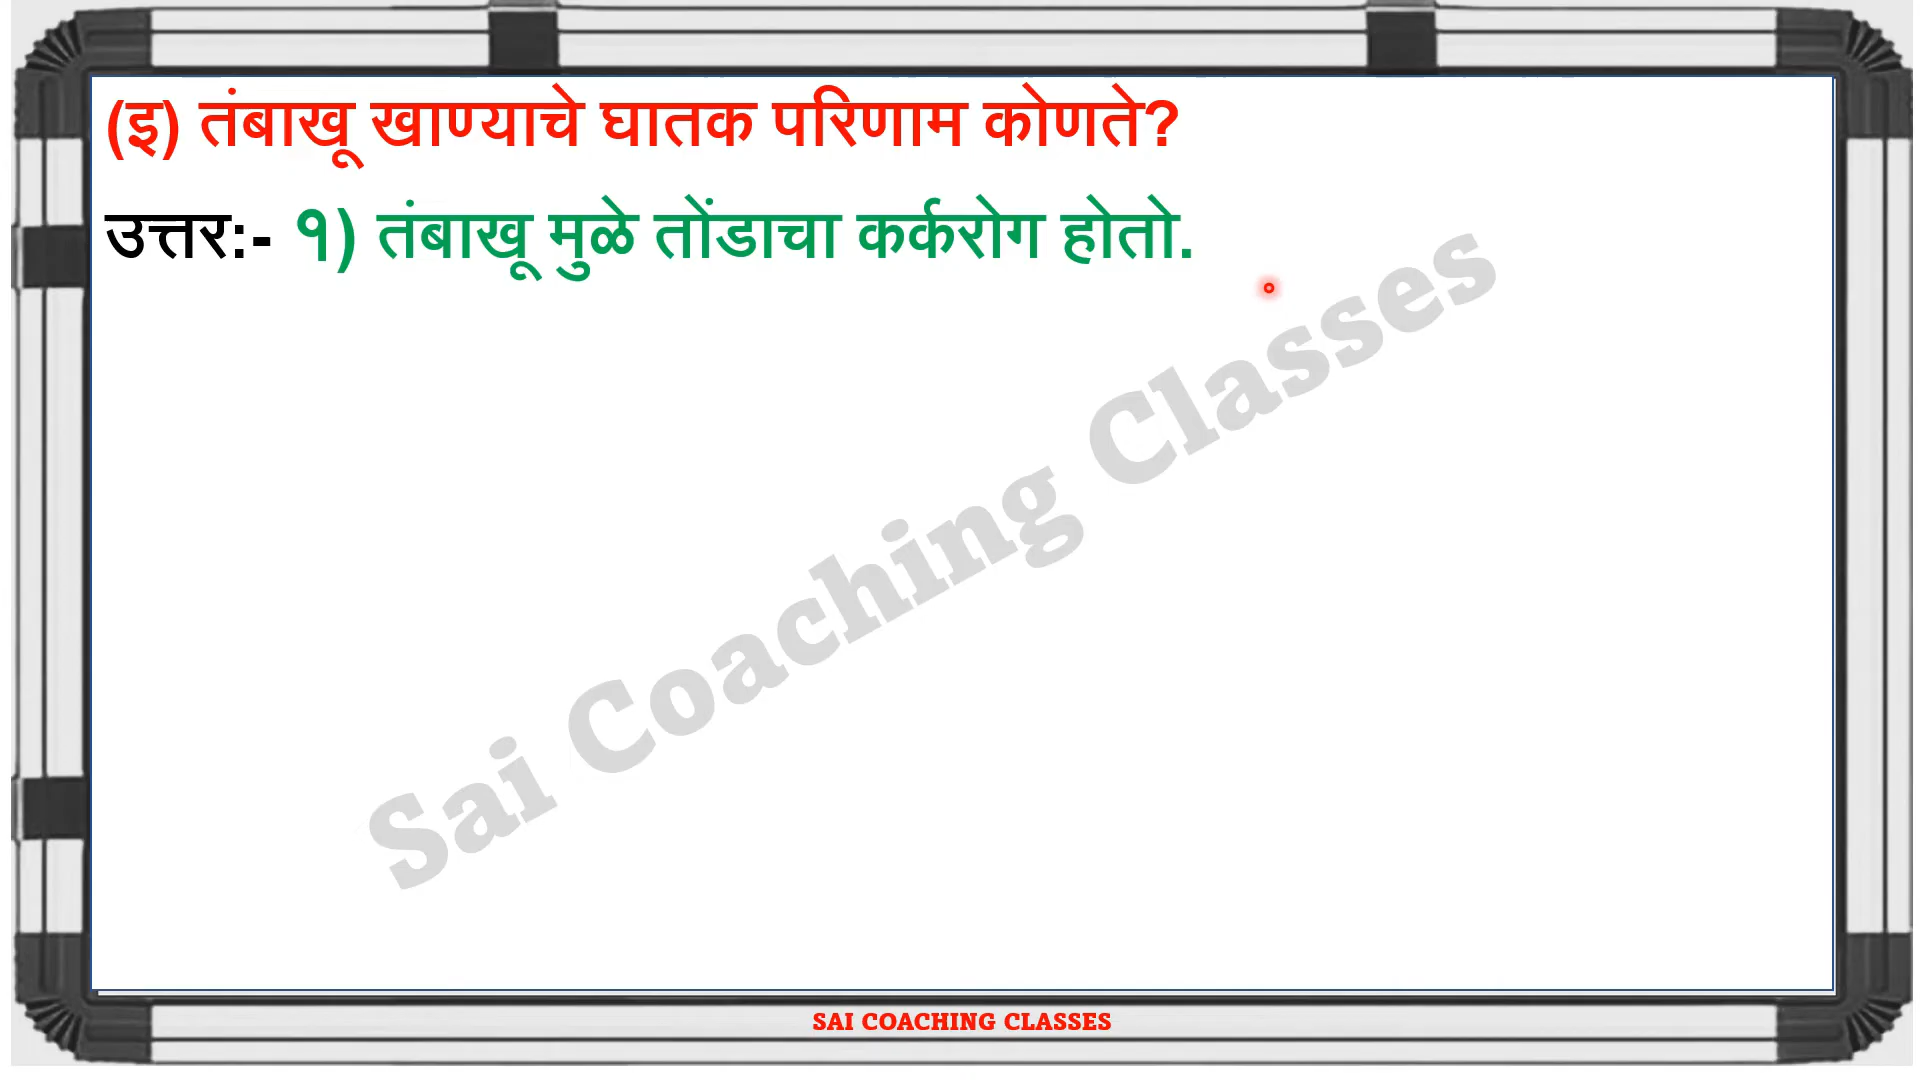 (इ) तंबाखू खाण्याचे घातक परिणाम कोणते?
उत्तर:- १) तंबाखू मुळे तोंडाचा कर्करोग होतो.
Sai Coaching Classes
SAI COACHING CLASSES